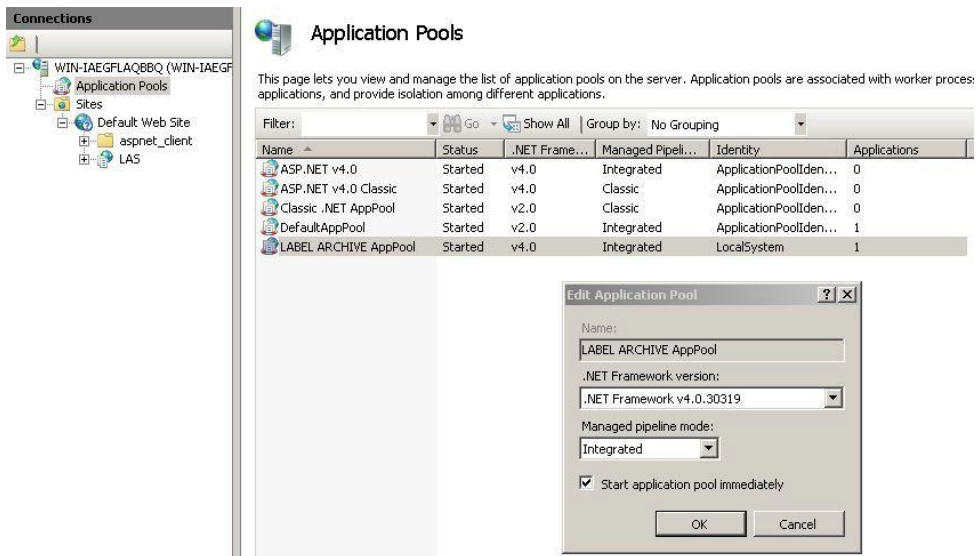 Connections
WIN-IAEGFLAQBBQ (WIN-IAEGF
Application Pools
Sites
Default Web Site
aspnet_client
LAS
Application Pools
This page lets you view and manage the list of application pools on the server. Application pools are associated with worker proces
applications, and provide isolation among different applications.
Filter: Go Show All Group by: No Grouping
Name Status .NET Frame... Managed Pipeli... Identity Applications
ASP.NET v4.0 Started v4.0 Integrated ApplicationPoolIden... 0
ASP.NET v4.0 Classic Started v4.0 Classic ApplicationPoolIden... 0
Classic .NET AppPool Started v2.0 Classic ApplicationPoolIden... 0
DefaultAppPool Started v2.0 Integrated ApplicationPoolIden... 1
LABEL ARCHIVE AppPool Started v4.0 Integrated LocalSystem 1
Edit Application Pool
Name:
LABEL ARCHIVE AppPool
.NET Framework version:
.NET Framework v4.0.30319
Managed pipeline mode:
Integrated
Start application pool immediately
OK Cancel